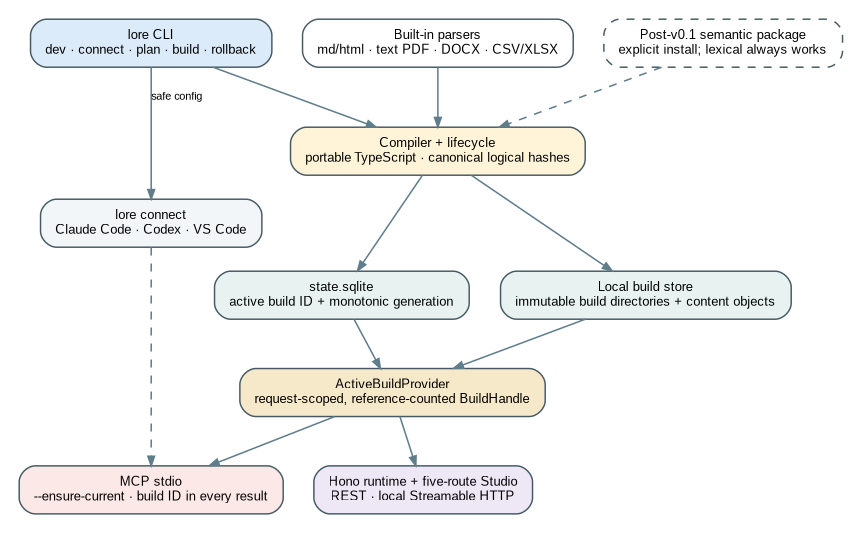 lore CLI
dev · connect · plan · build · rollback
Built-in parsers
md/html · text PDF · DOCX · CSV/XLSX
Post-v0.1 semantic package
explicit install; lexical always works
safe config
Compiler + lifecycle
portable TypeScript · canonical logical hashes
lore connect
Claude Code · Codex · VS Code
state.sqlite
active build ID + monotonic generation
Local build store
immutable build directories + content objects
ActiveBuildProvider
request-scoped, reference-counted BuildHandle
MCP stdio
--ensure-current · build ID in every result
Hono runtime + five-route Studio
REST · local Streamable HTTP